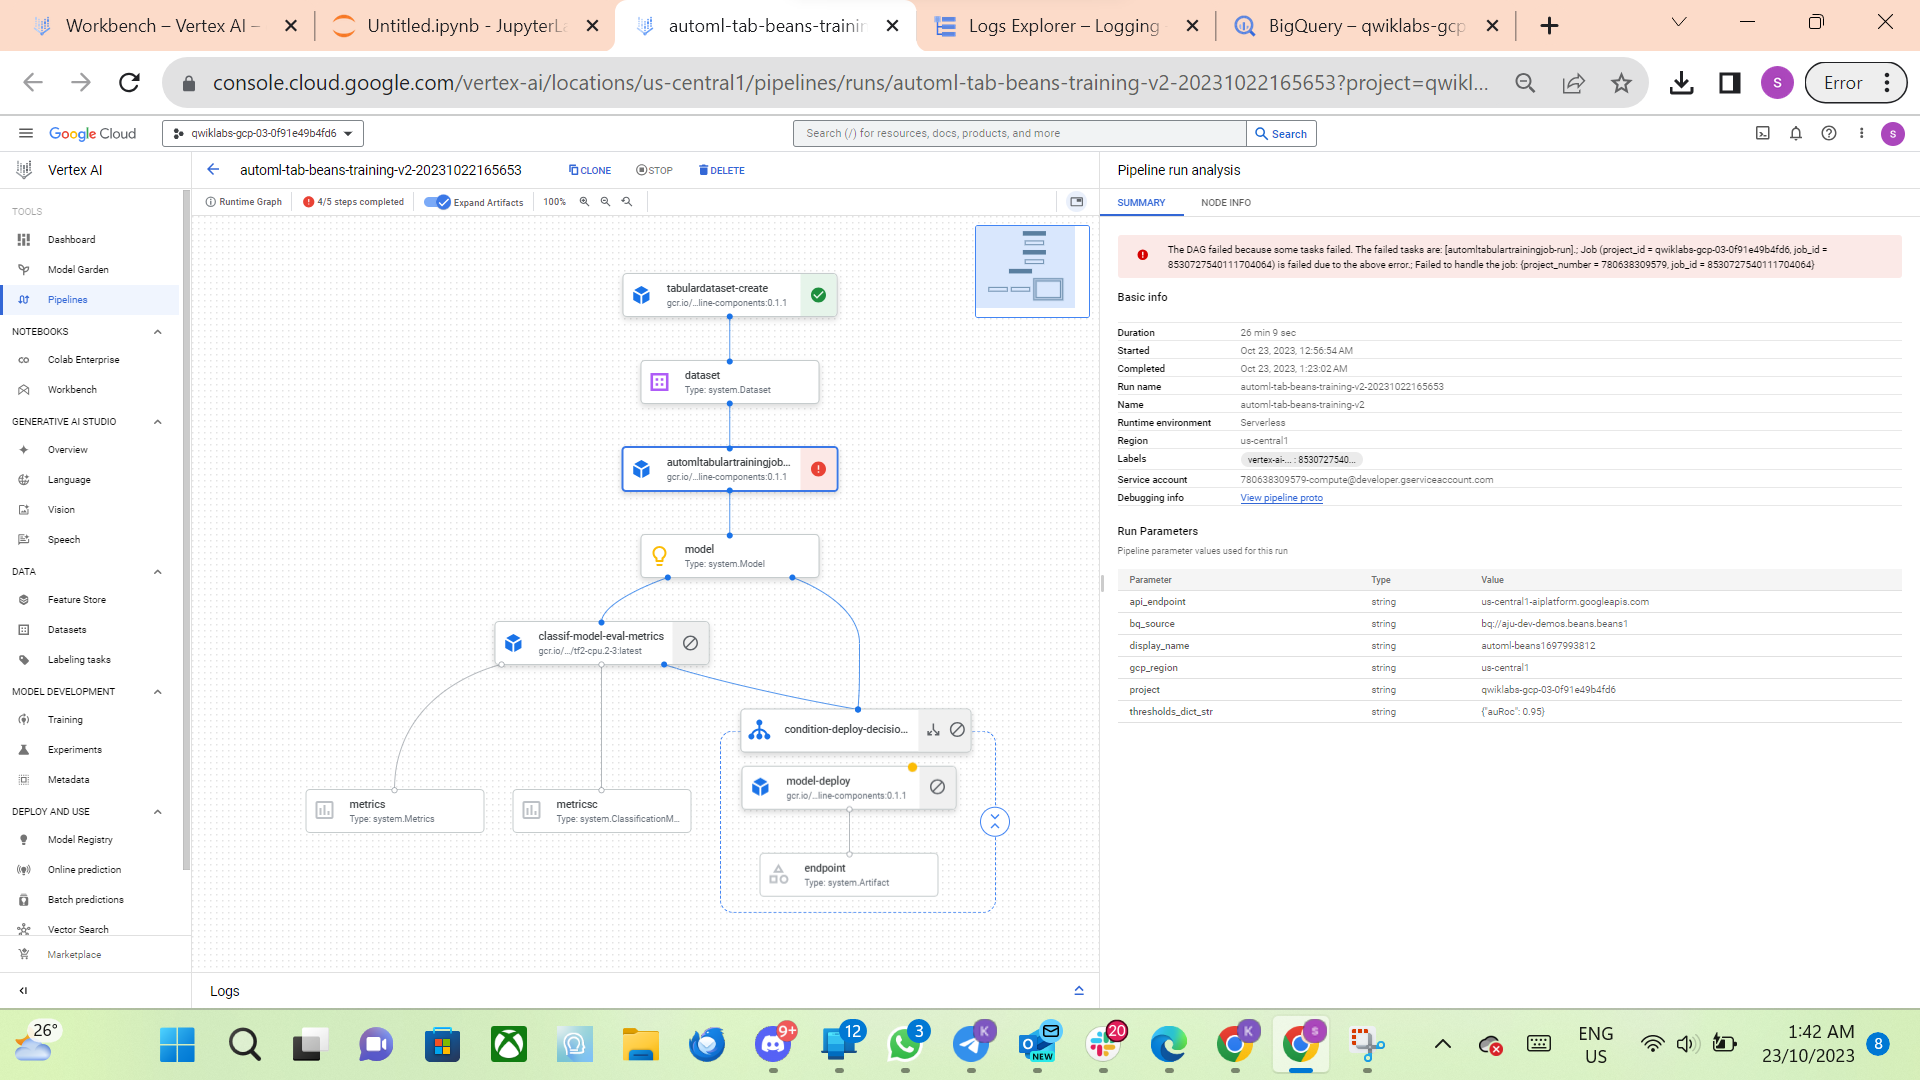 Workbench – Vertex AI –
Untitled.ipynb - JupyterLa
automl-tab-beans-trainin
Logs Explorer – Logging
BigQuery – qwiklabs-gcp
console.cloud.google.com/vertex-ai/locations/us-central1/pipelines/runs/automl-tab-beans-training-v2-20231022165653?project=qwikl...
S
Error
Google Cloud
qwiklabs-gcp-03-0f91e49b4fd6
Search (/) for resources, docs, products, and more
Search
S
Vertex AI
automl-tab-beans-training-v2-20231022165653
CLONE
STOP
DELETE
Pipeline run analysis
Runtime Graph
4/5 steps completed
Expand Artifacts
100%
SUMMARY
NODE INFO
TOOLS
Dashboard
Model Garden
Pipelines
NOTEBOOKS
Colab Enterprise
Workbench
GENERATIVE AI STUDIO
Overview
Language
Vision
Speech
DATA
Feature Store
Datasets
Labeling tasks
MODEL DEVELOPMENT
Training
Experiments
Metadata
DEPLOY AND USE
Model Registry
Online prediction
Batch predictions
Vector Search
Marketplace
tabulardataset-create
gcr.io/...line-components:0.1.1
dataset
Type: system.Dataset
automltabulartrainingjob...
gcr.io/...line-components:0.1.1
model
Type: system.Model
classif-model-eval-metrics
gcr.io/.../tf2-cpu.2-3:latest
condition-deploy-decisio...
model-deploy
gcr.io/...line-components:0.1.1
metrics
Type: system.Metrics
metricsc
Type: system.ClassificationM...
endpoint
Type: system.Artifact
Logs
The DAG failed because some tasks failed. The failed tasks are: [automltabulartrainingjob-run].; Job (project_id = qwiklabs-gcp-03-0f91e49b4fd6, job_id =
8530727540111704064) is failed due to the above error.; Failed to handle the job: {project_number = 780638309579, job_id = 8530727540111704064}
Basic info
Duration 26 min 9 sec
Started Oct 23, 2023, 12:56:54 AM
Completed Oct 23, 2023, 1:23:02 AM
Run name automl-tab-beans-training-v2-20231022165653
Name automl-tab-beans-training-v2
Runtime environment Serverless
Region us-central1
Labels vertex-ai-... : 8530727540...
Service account 780638309579-compute@developer.gserviceaccount.com
Debugging info View pipeline proto
Run Parameters
Pipeline parameter values used for this run
Parameter Type Value
api_endpoint string us-central1-aiplatform.googleapis.com
bq_source string bq://aju-dev-demos.beans.beans1
display_name string automl-beans1697993812
gcp_region string us-central1
project string qwiklabs-gcp-03-0f91e49b4fd6
thresholds_dict_str string {"auRoc": 0.95}
26°
9+
12
3
K
NEW
20
K
S
ENG
US
1:42 AM
23/10/2023
8